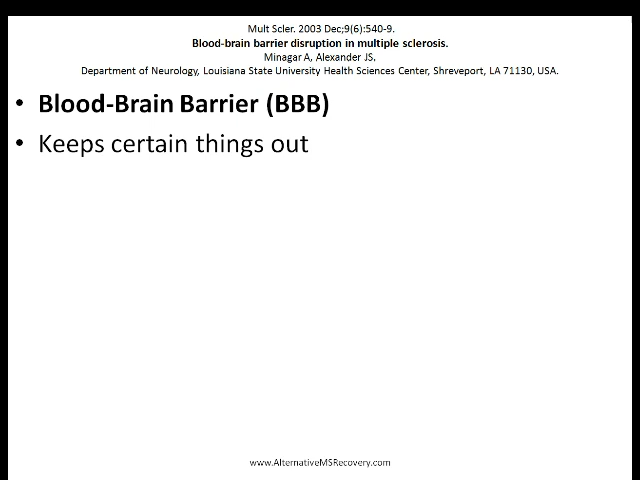 Mult Scler. 2003 Dec;9(6):540-9.
Blood-brain barrier disruption in multiple sclerosis.
Minagar A, Alexander JS.
Department of Neurology, Louisiana State University Health Sciences Center, Shreveport, LA 71130, USA.
• Blood-Brain Barrier (BBB)
• Keeps certain things out
www.AlternativeMSRecovery.com